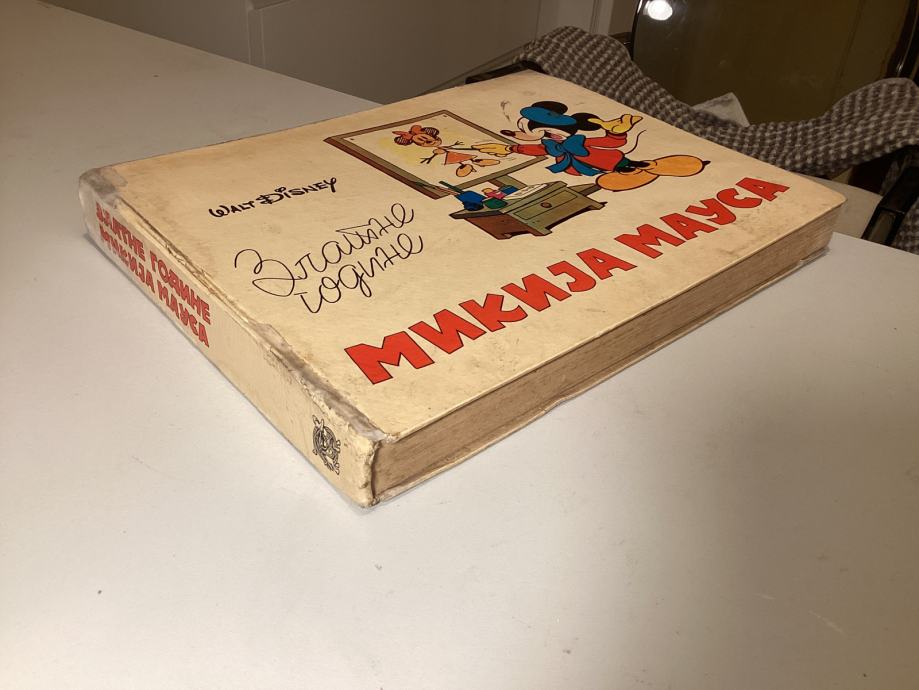 WALT DISNEY
Златне
године
МИКИЈА МАУСА
ЗЛАТНЕ ГОДИНЕ
МИКИЈА МАУСА